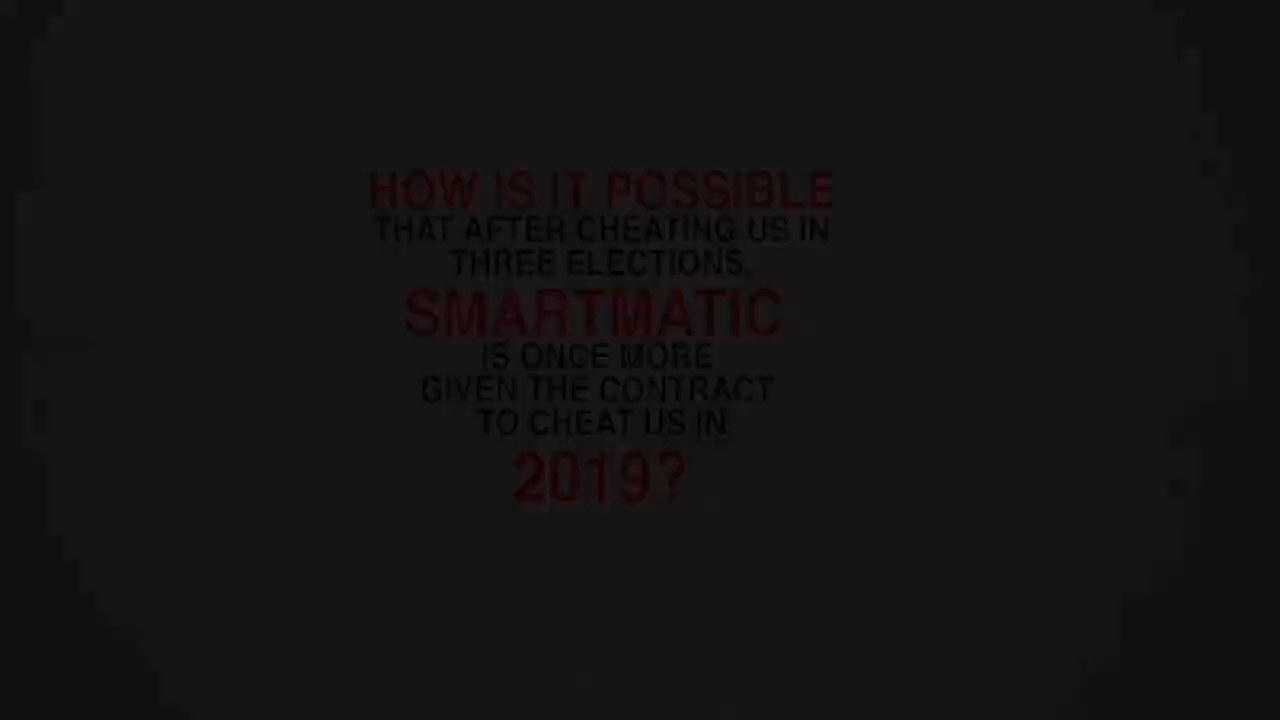 HOW IS IT POSSIBLE
THAT AFTER CHEATING US IN
THREE ELECTIONS,
SMARTMATIC
IS ONCE MORE
GIVEN THE CONTRACT
TO CHEAT US IN
2019?